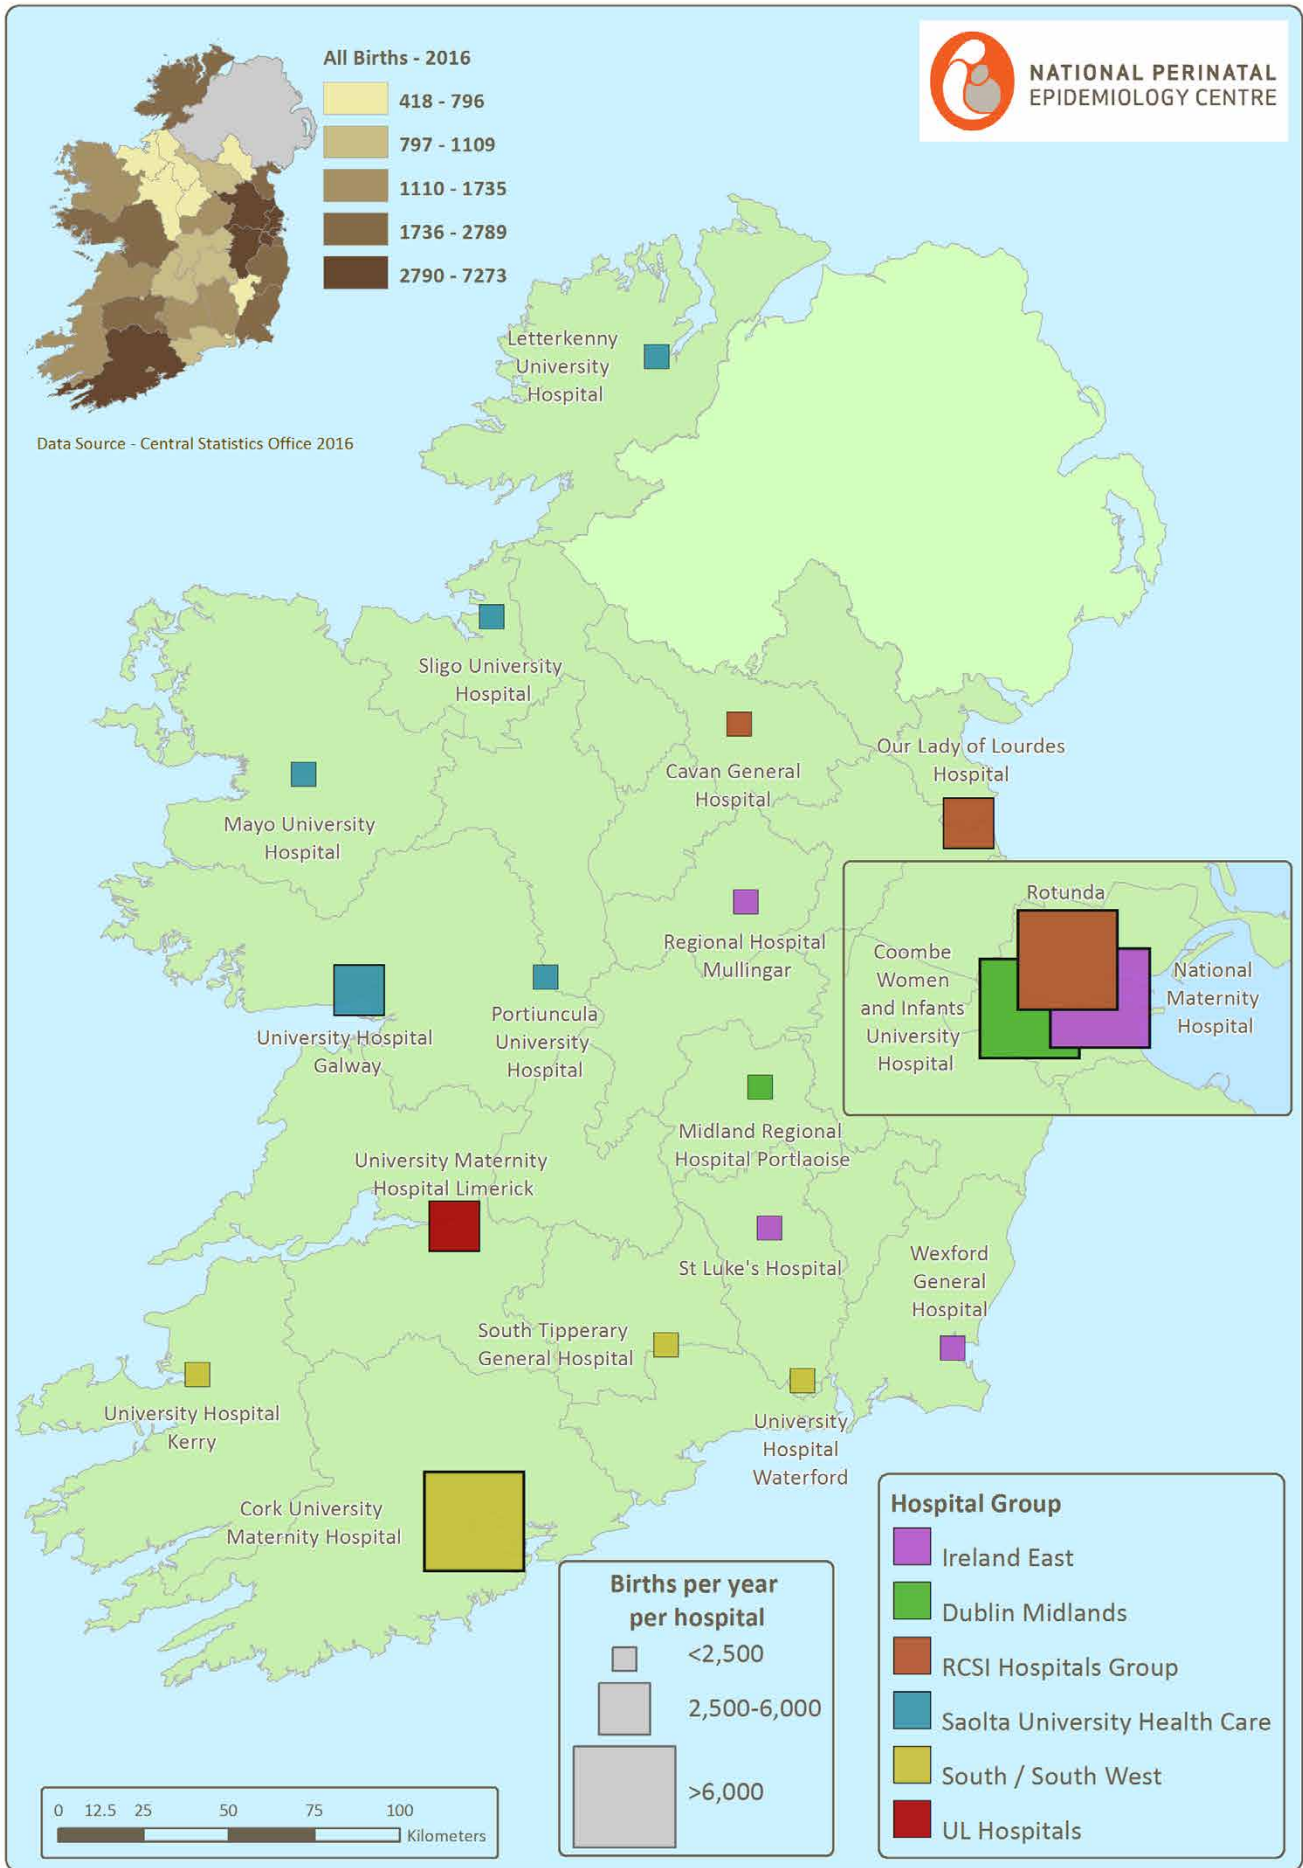 All Births - 2016
418 - 796
797 - 1109
1110 - 1735
1736 - 2789
2790 - 7273
Data Source - Central Statistics Office 2016
NATIONAL PERINATAL
EPIDEMIOLOGY CENTRE
Letterkenny
University
Hospital
Sligo University
Hospital
Cavan General
Hospital
Our Lady of Lourdes
Hospital
Mayo University
Hospital
Regional Hospital
Mullingar
Rotunda
Coombe
Women
and Infants
University
Hospital
National
Maternity
Hospital
University Hospital
Galway
Portiuncula
University
Hospital
Midland Regional
Hospital Portlaoise
University Maternity
Hospital Limerick
St Luke's Hospital
Wexford
General
Hospital
South Tipperary
General Hospital
University Hospital
Kerry
University
Hospital
Waterford
Cork University
Maternity Hospital
Births per year
per hospital
<2,500
2,500-6,000
>6,000
Hospital Group
Ireland East
Dublin Midlands
RCSI Hospitals Group
Saolta University Health Care
South / South West
UL Hospitals
0 12.5 25 50 75 100
Kilometers